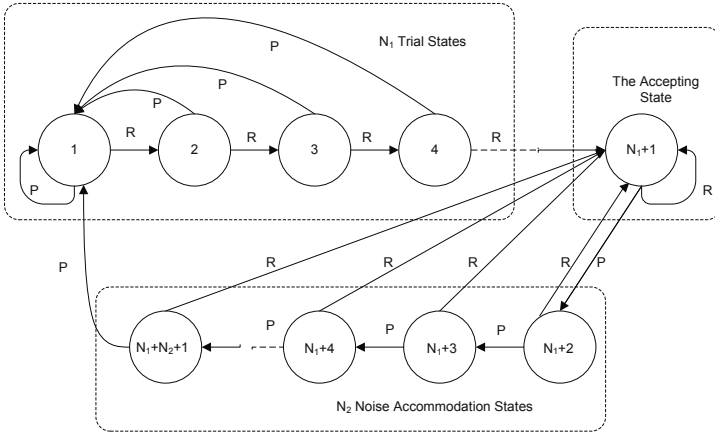 P
N₁ Trial States
P
The Accepting
State
P
1
R
2
R
3
R
4
R
N₁+1
P
R
R
R
R
R
P
P
N₁+N₂+1
P
N₁+4
P
N₁+3
P
N₁+2
N₂ Noise Accommodation States